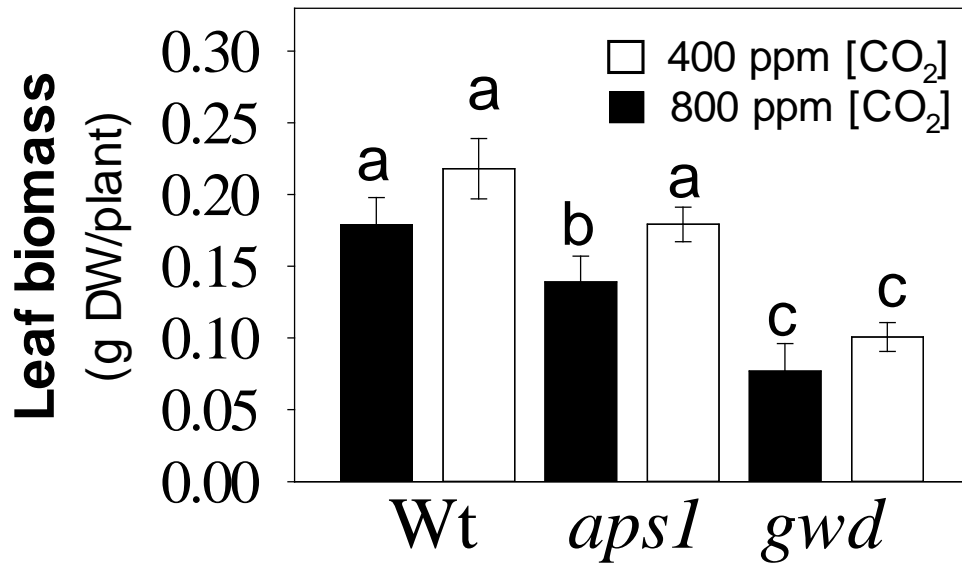 Leaf biomass
(g DW/plant)
0.30
0.25
0.20
0.15
0.10
0.05
0.00
400 ppm [CO₂]
800 ppm [CO₂]
a
a
b
a
c
c
Wt
aps1
gwd